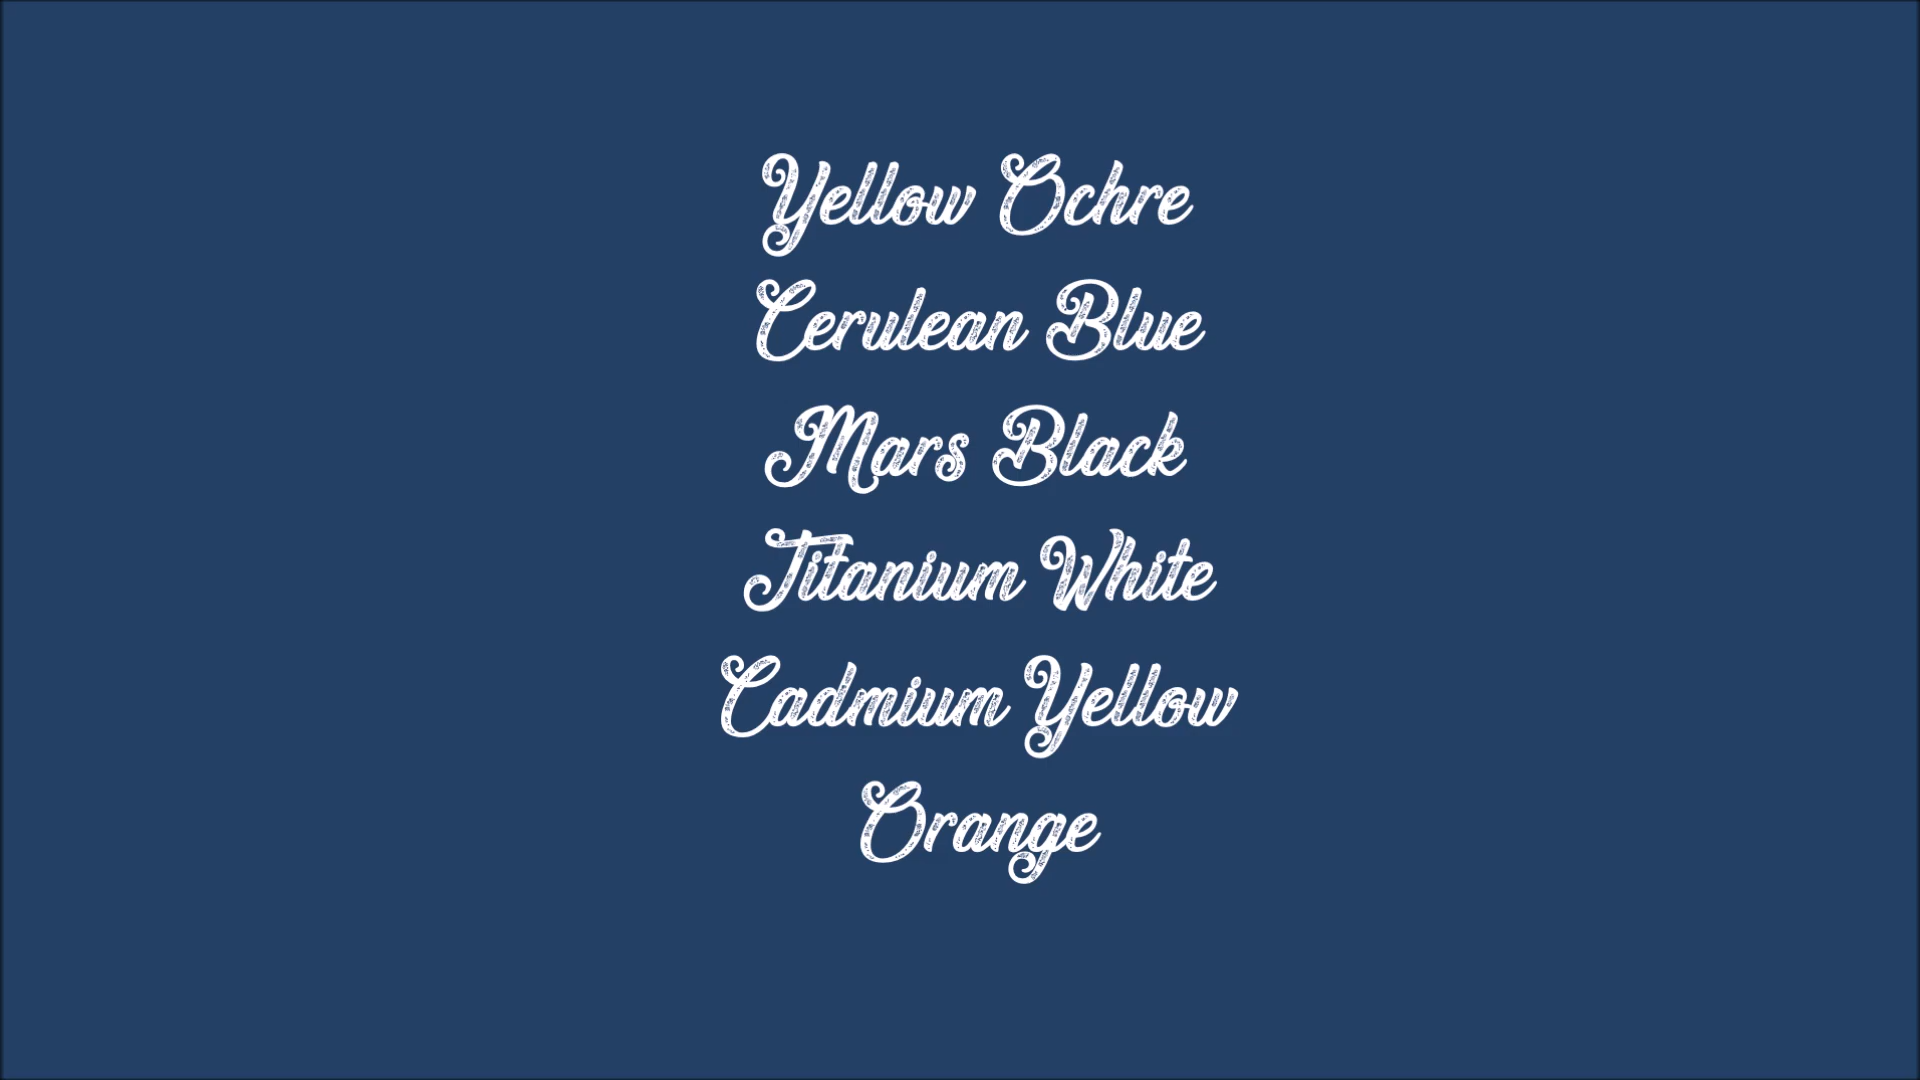 Yellow Ochre
Cerulean Blue
Mars Black
Titanium White
Cadmium Yellow
Orange